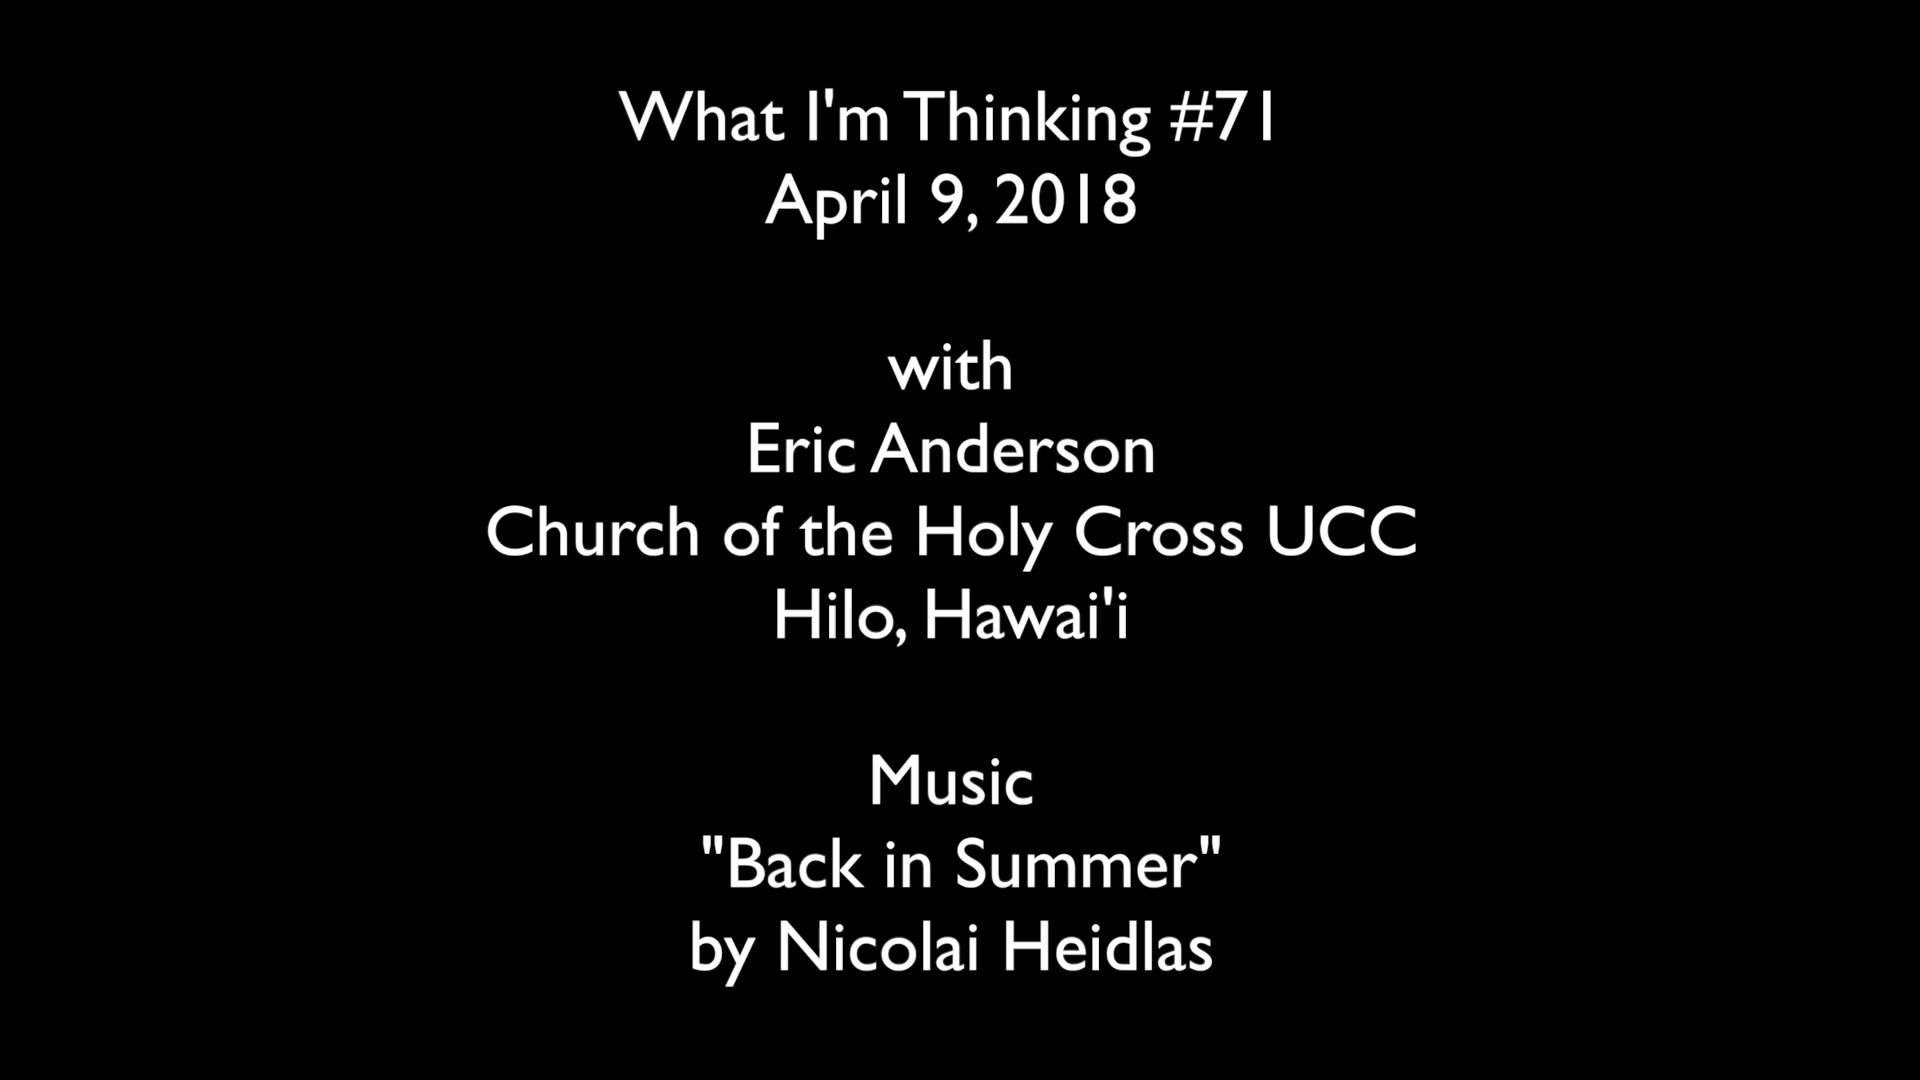 What I'm Thinking #71
April 9, 2018
with
Eric Anderson
Church of the Holy Cross UCC
Hilo, Hawai'i
Music
"Back in Summer"
by Nicolai Heidlas